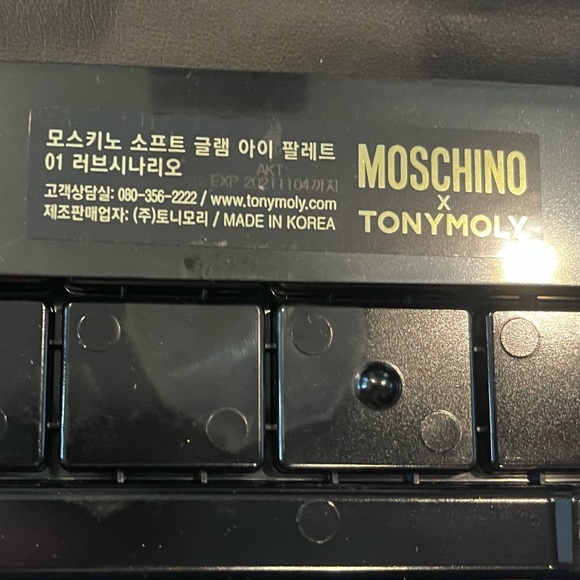 모스키노 소프트 글램 아이 팔레트
01 러브시나리오
AKT
EXP 20211104까지
고객상담실: 080-356-2222 / www.tonymoly.com
제조판매업자: (주)토니모리 / MADE IN KOREA
MOSCHINO
X
TONYMOLY